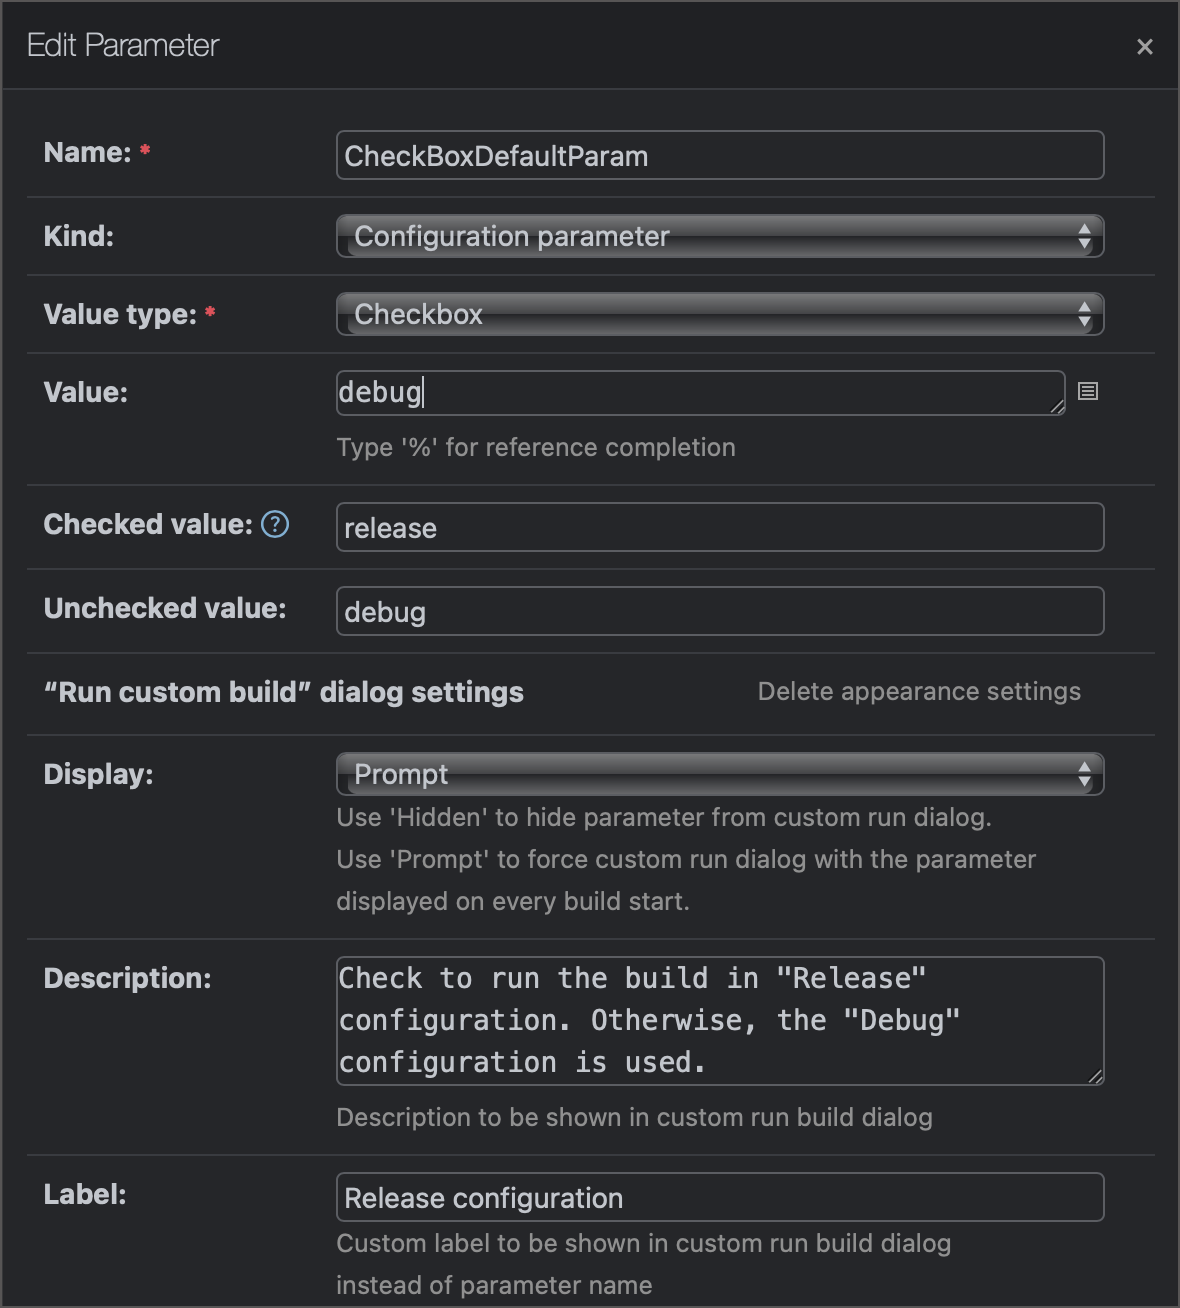 Edit Parameter ×
Name: * CheckBoxDefaultParam
Kind: Configuration parameter
Value type: * Checkbox
Value: debug
Type '%' for reference completion
Checked value: ? release
Unchecked value: debug
“Run custom build” dialog settings Delete appearance settings
Display: Prompt
Use 'Hidden' to hide parameter from custom run dialog.
Use 'Prompt' to force custom run dialog with the parameter
displayed on every build start.
Description: Check to run the build in "Release"
configuration. Otherwise, the "Debug"
configuration is used.
Description to be shown in custom run build dialog
Label: Release configuration
Custom label to be shown in custom run build dialog
instead of parameter name